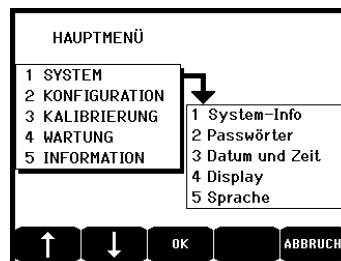 HAUPTMENÜ
1 SYSTEM
2 KONFIGURATION
3 KALIBRIERUNG
4 WARTUNG
5 INFORMATION
1 System-Info
2 Passwörter
3 Datum und Zeit
4 Display
5 Sprache
↑ ↓ OK ABBRUCH